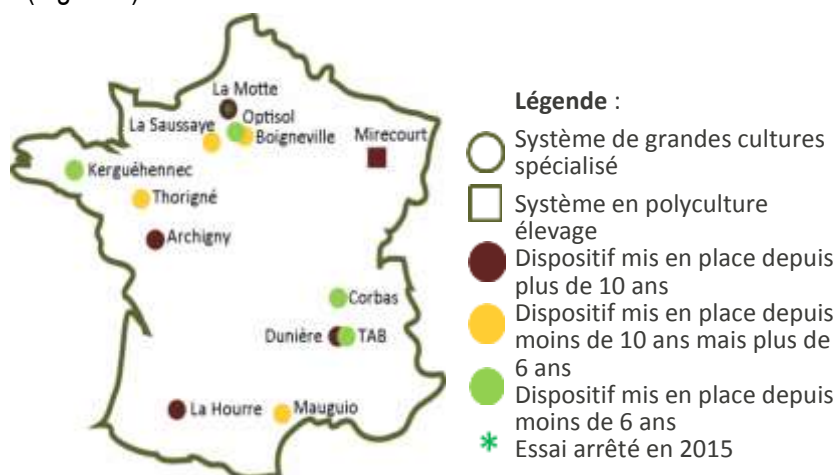 La Motte
Optisol
La Saussaye
Boigneville
Mirecourt
Kerguéhennec
Thorigné
Archigny
Corbas
Dunière
TAB
La Hourre
Mauguio
Légende :
Système de grandes cultures
spécialisé
Système en polyculture
élevage
Dispositif mis en place depuis
plus de 10 ans
Dispositif mis en place depuis
moins de 10 ans mais plus de
6 ans
Dispositif mis en place depuis
moins de 6 ans
* Essai arrêté en 2015